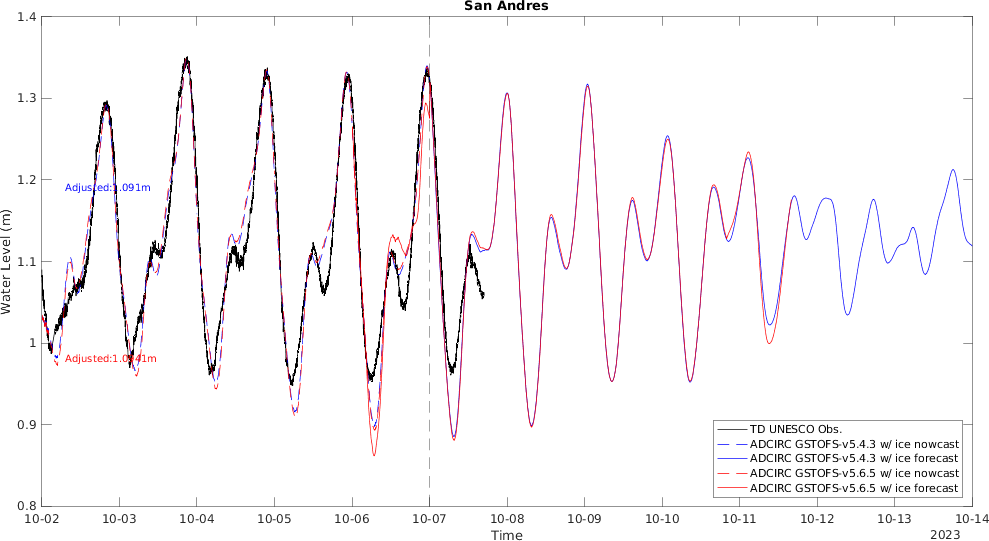 San Andres
1.4
1.3
1.2
1.1
1
0.9
0.8
Water Level (m)
Adjusted:1.091m
TD UNESCO Obs.
ADCIRC GSTOFS-v5.4.3 w/ ice nowcast
ADCIRC GSTOFS-v5.4.3 w/ ice forecast
ADCIRC GSTOFS-v5.6.5 w/ ice nowcast
ADCIRC GSTOFS-v5.6.5 w/ ice forecast
10-02 10-03 10-04 10-05 10-06 10-07 10-08 10-09 10-10 10-11 10-12 10-13 10-14
Time
2023